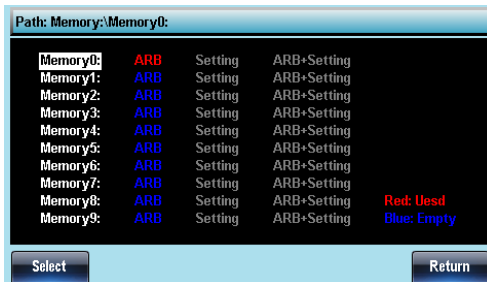 Path: Memory:\Memory0:
Memory0: ARB Setting ARB+Setting
Memory1: ARB Setting ARB+Setting
Memory2: ARB Setting ARB+Setting
Memory3: ARB Setting ARB+Setting
Memory4: ARB Setting ARB+Setting
Memory5: ARB Setting ARB+Setting
Memory6: ARB Setting ARB+Setting
Memory7: ARB Setting ARB+Setting
Memory8: ARB Setting ARB+Setting Red: Uesd
Memory9: ARB Setting ARB+Setting Blue: Empty
Select Return